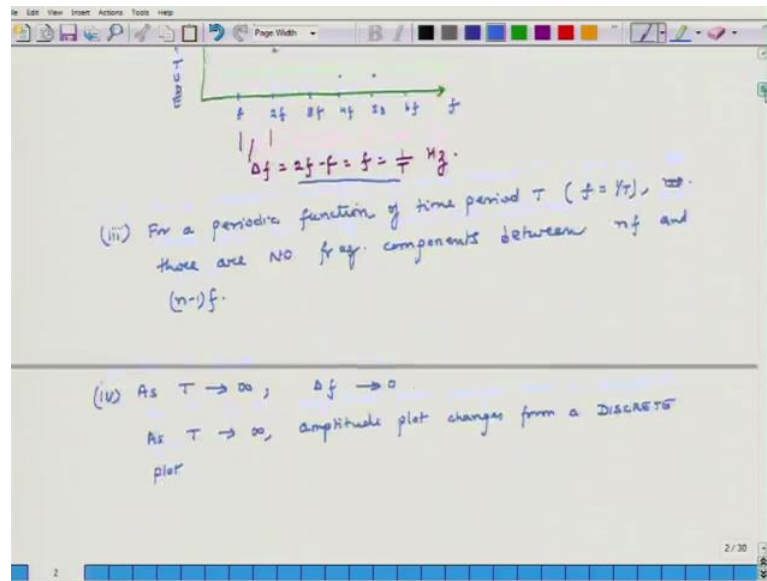 File Edit View Insert Actions Tools Help
Page Width
B I
T U D E
f 2f 3f 4f 5f 6f f
Δf = 2f - f = f = 1/T Hz.
(iii) For a periodic function of time period T ( f = 1/T ),
there are NO freq. components between nf and
(n-1)f.
(iv) As T → ∞, Δf → 0
As T → ∞, amplitude plot changes from a DISCRETE
plot
2 / 30
2